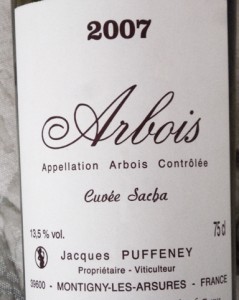 2007
Arbois
Appellation Arbois Contrôlée
Cuvée Sacha
13,5 % vol. 75 cl
Jacques PUFFENEY
Propriétaire - Viticulteur
39600 - MONTIGNY-LES-ARSURES - FRANCE